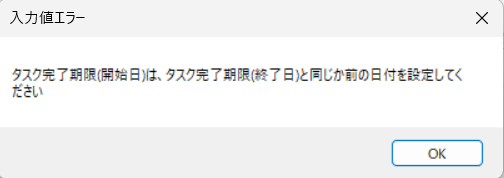 入力値エラー
タスク完了期限(開始日)は、タスク完了期限(終了日)と同じか前の日付を設定してく
ださい
OK